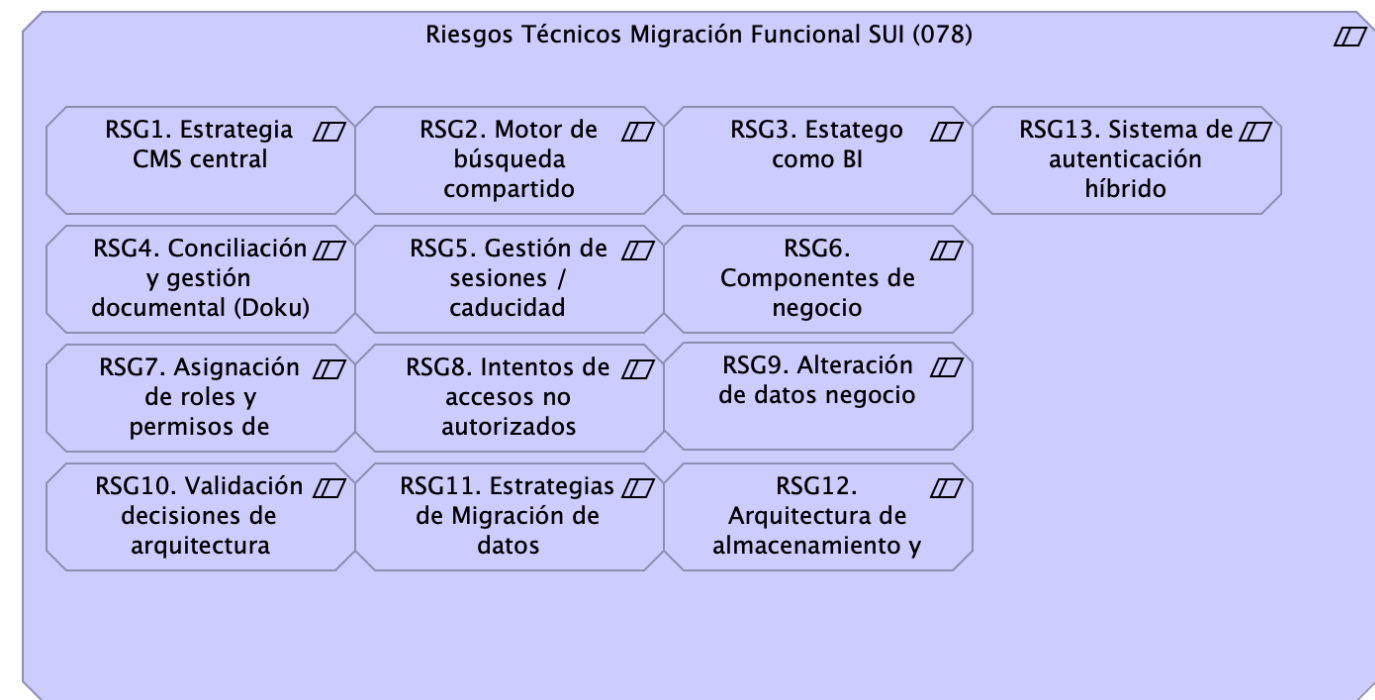 Riesgos Técnicos Migración Funcional SUI (078)
RSG1. Estrategia
CMS central
RSG2. Motor de
búsqueda
compartido
RSG3. Estatego
como BI
RSG13. Sistema de
autenticación
híbrido
RSG4. Conciliación
y gestión
documental (Doku)
RSG5. Gestión de
sesiones /
caducidad
RSG6.
Componentes de
negocio
RSG7. Asignación
de roles y
permisos de
RSG8. Intentos de
accesos no
autorizados
RSG9. Alteración
de datos negocio
RSG10. Validación
decisiones de
arquitectura
RSG11. Estrategias
de Migración de
datos
RSG12.
Arquitectura de
almacenamiento y